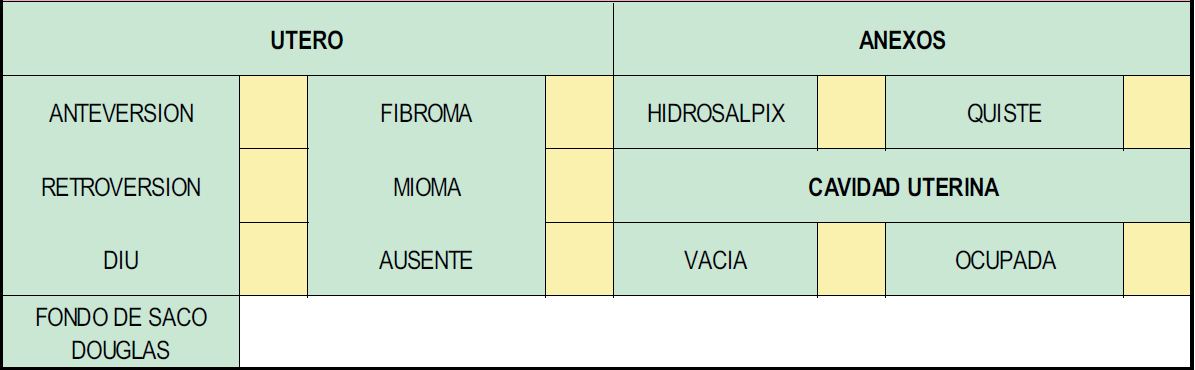 UTERO ANEXOS
ANTEVERSION FIBROMA HIDROSALPIX QUISTE
RETROVERSION MIOMA CAVIDAD UTERINA
DIU AUSENTE VACIA OCUPADA
FONDO DE SACO
DOUGLAS